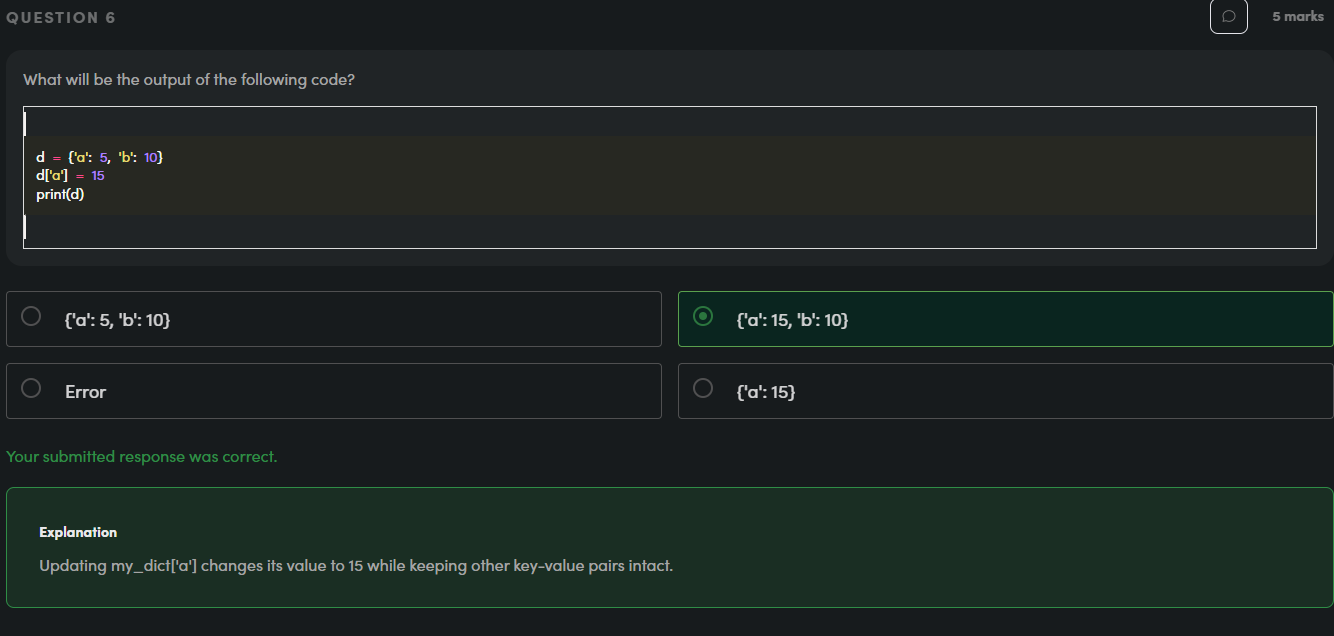 QUESTION 6
5 marks
What will be the output of the following code?
d = {'a': 5, 'b': 10}
d['a'] = 15
print(d)
{'a': 5, 'b': 10}
{'a': 15, 'b': 10}
Error
{'a': 15}
Your submitted response was correct.
Explanation
Updating my_dict['a'] changes its value to 15 while keeping other key-value pairs intact.